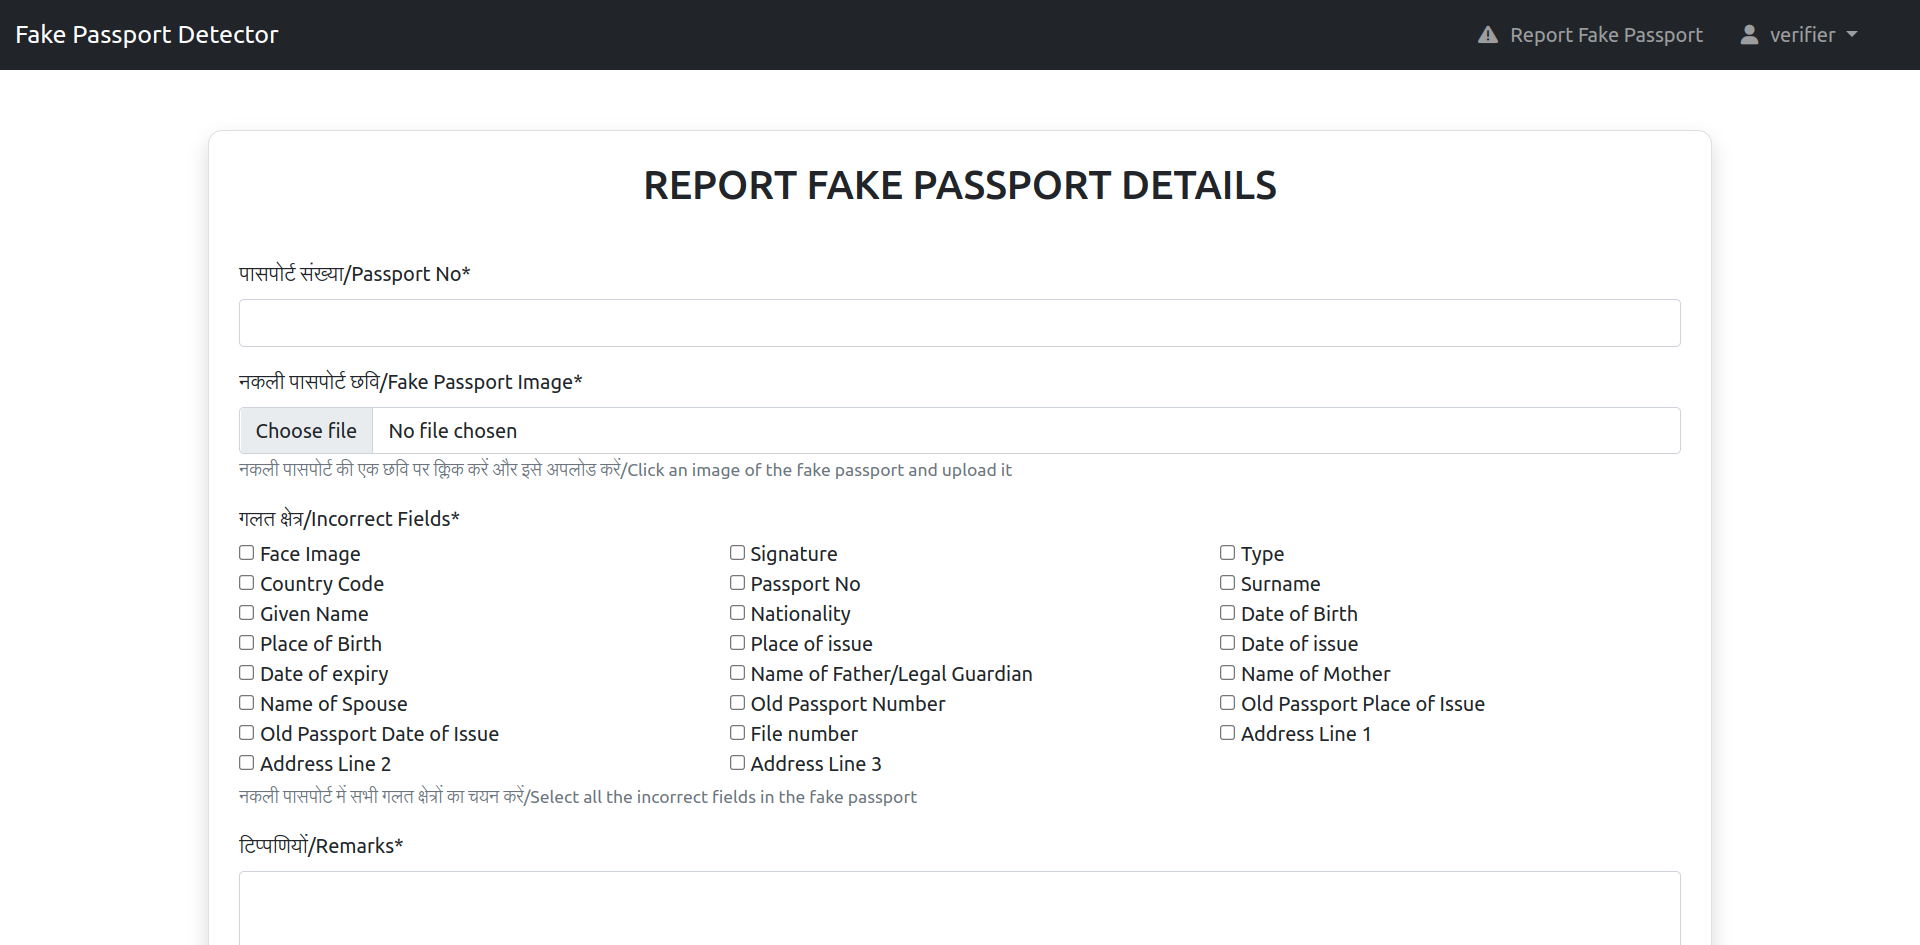 Fake Passport Detector
Report Fake Passport
verifier
REPORT FAKE PASSPORT DETAILS
पासपोर्ट संख्या/Passport No*
नकली पासपोर्ट छवि/Fake Passport Image*
Choose file No file chosen
नकली पासपोर्ट की एक छवि पर क्लिक करें और इसे अपलोड करें/Click an image of the fake passport and upload it
गलत क्षेत्र/Incorrect Fields*
Face Image Signature Type
Country Code Passport No Surname
Given Name Nationality Date of Birth
Place of Birth Place of issue Date of issue
Date of expiry Name of Father/Legal Guardian Name of Mother
Name of Spouse Old Passport Number Old Passport Place of Issue
Old Passport Date of Issue File number Address Line 1
Address Line 2 Address Line 3
नकली पासपोर्ट में सभी गलत क्षेत्रों का चयन करें/Select all the incorrect fields in the fake passport
टिप्पणियों/Remarks*